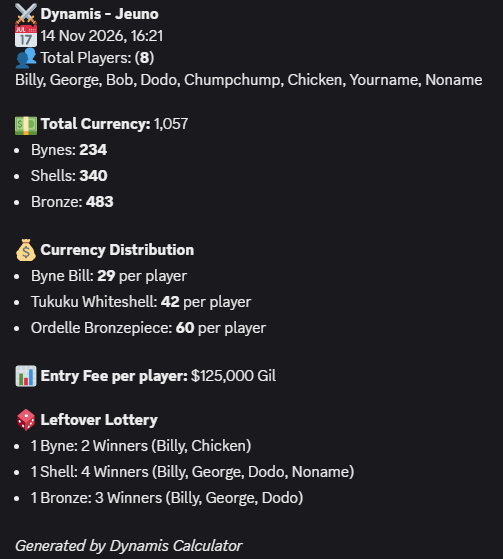 Dynamis - Jeuno
JUL 17 14 Nov 2026, 16:21
Total Players: (8)
Billy, George, Bob, Dodo, Chumpchump, Chicken, Yourname, Noname
Total Currency: 1,057
• Bynes: 234
• Shells: 340
• Bronze: 483
Currency Distribution
• Byne Bill: 29 per player
• Tukuku Whiteshell: 42 per player
• Ordelle Bronzepiece: 60 per player
Entry Fee per player: $125,000 Gil
Leftover Lottery
• 1 Byne: 2 Winners (Billy, Chicken)
• 1 Shell: 4 Winners (Billy, George, Dodo, Noname)
• 1 Bronze: 3 Winners (Billy, George, Dodo)
Generated by Dynamis Calculator